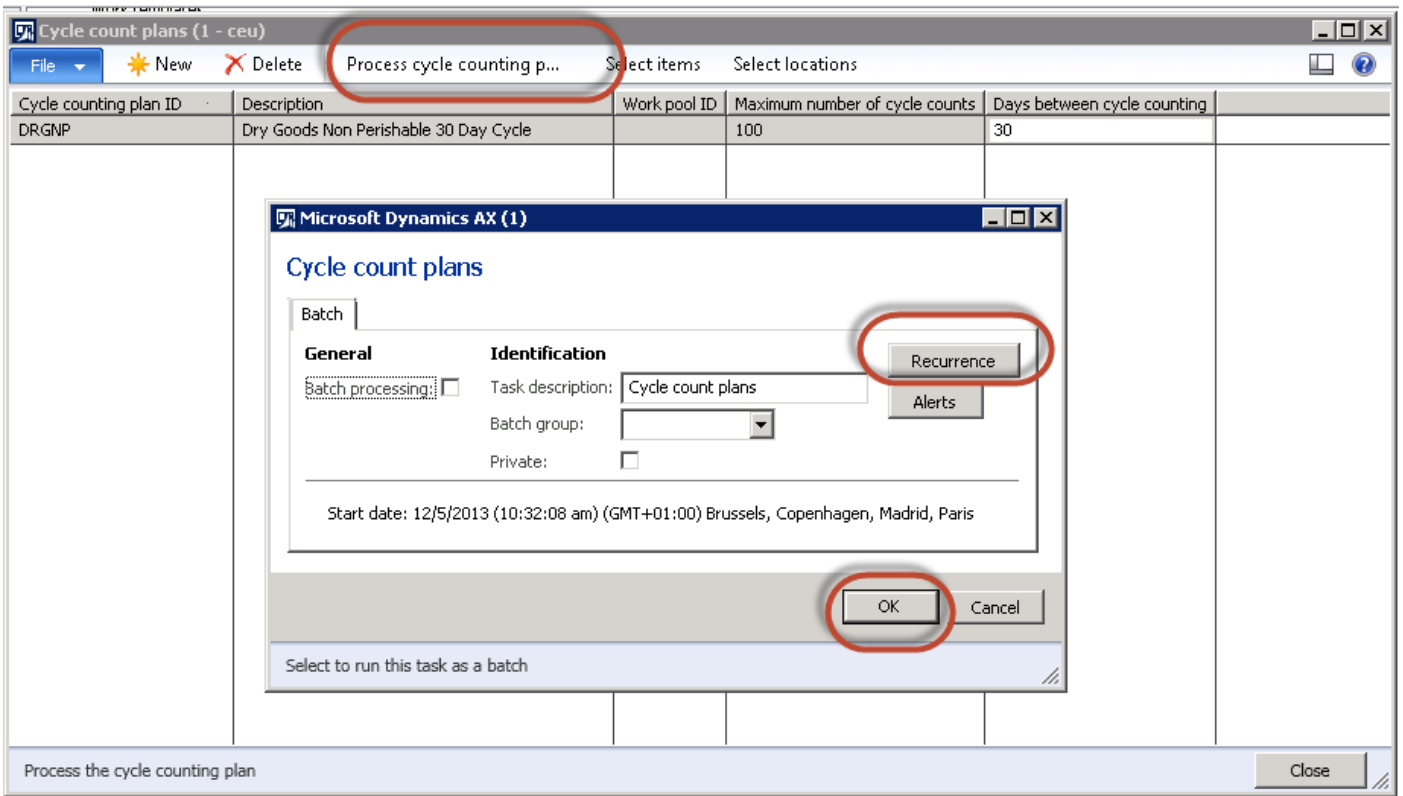 Work templates
Cycle count plans (1 - ceu)
File New Delete Process cycle counting p... Select items Select locations
Cycle counting plan ID Description Work pool ID Maximum number of cycle counts Days between cycle counting
DRGNP Dry Goods Non Perishable 30 Day Cycle 100 30
Microsoft Dynamics AX (1)
Cycle count plans
Batch
General Identification Recurrence
Batch processing: Task description: Cycle count plans
Alerts
Batch group:
Private:
Start date: 12/5/2013 (10:32:08 am) (GMT+01:00) Brussels, Copenhagen, Madrid, Paris
OK Cancel
Select to run this task as a batch
Process the cycle counting plan Close